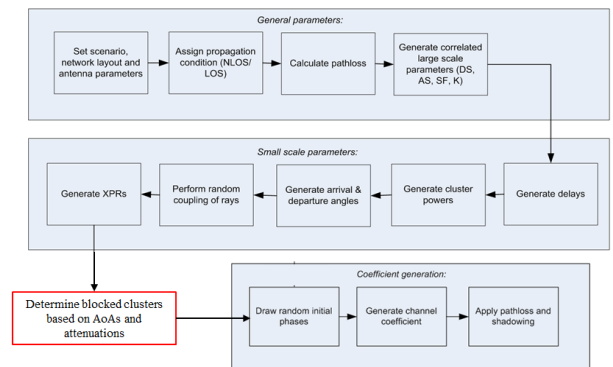 General parameters:
Set scenario,
network layout and
antenna parameters
Assign propagation
condition (NLOS/
LOS)
Calculate pathloss
Generate correlated
large scale
parameters (DS,
AS, SF, K)
Small scale parameters:
Generate XPRs
Perform random
coupling of rays
Generate arrival &
departure angles
Generate cluster
powers
Generate delays
Determine blocked clusters
based on AoAs and
attenuations
Coefficient generation:
Draw random initial
phases
Generate channel
coefficient
Apply pathloss and
shadowing